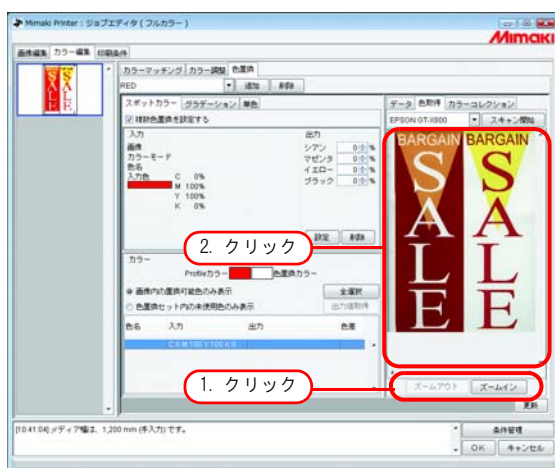 Mimaki Printer : ジョブエディタ ( フルカラー )
Mimaki
画像編集 カラー編集 印刷条件
カラーマッチング カラー調整 色置換
RED 追加 削除
スポットカラー グラデーション 単色
複数色置換を設定する
入力
画像
カラーモード
色名
入力色 C 0%
M 100%
Y 100%
K 0%
出力
シアン 0 %
マゼンタ 0 %
イエロー 0 %
ブラック 0 %
設定 削除
2. クリック
カラー
Profileカラー 色置換カラー
画像内の置換可能色のみ表示
全選択
色置換セット内の未使用色のみ表示
出力値取得
色名 入力 出力 色差
C:0 M:100 Y:100 K:0
1. クリック
データ 色取得 カラーコレクション
EPSON GT-X900 スキャン開始
BARGAIN BARGAIN
SALE SALE
ズームアウト ズームイン
更新
[10:41:04] メディア幅は、1,200 mm (手入力) です。
条件管理
OK キャンセル
SALE SALE